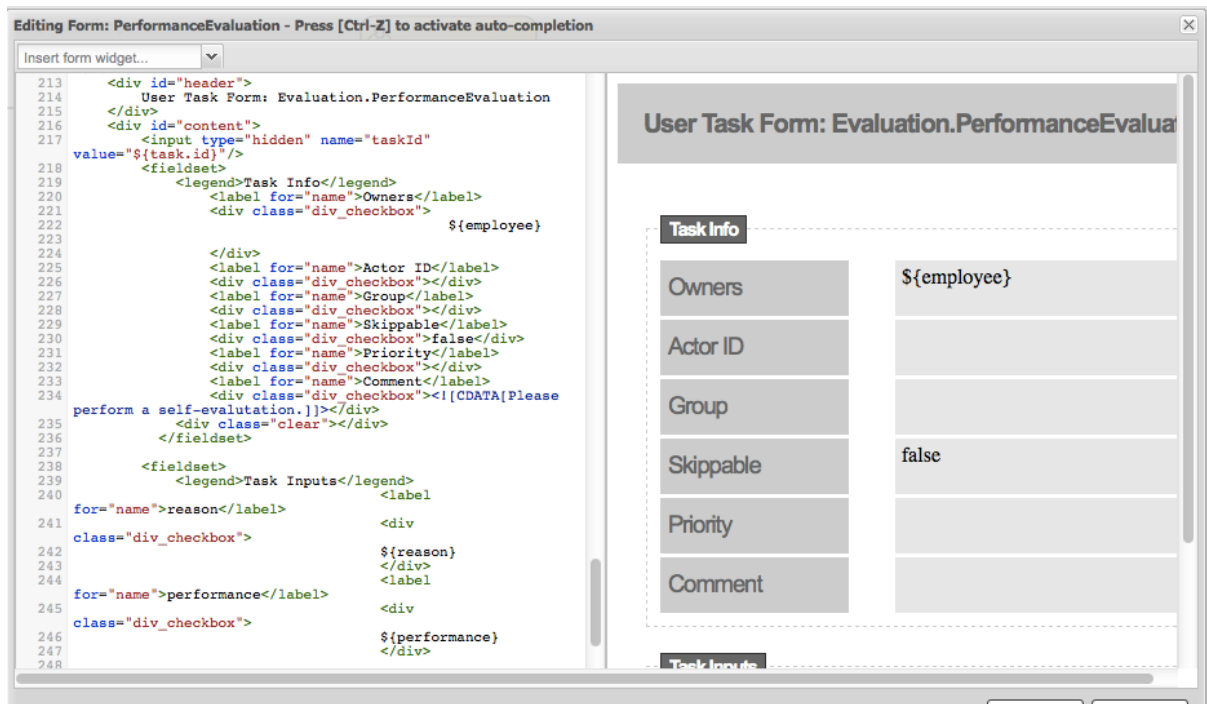 Editing Form: PerformanceEvaluation - Press [Ctrl-Z] to activate auto-completion
Insert form widget...
213 <div id="header">
214 User Task Form: Evaluation.PerformanceEvaluation
215 </div>
216 <div id="content">
217 <input type="hidden" name="taskId"
value="${task.id}"/>
218 <fieldset>
219 <legend>Task Info</legend>
220 <label for="name">Owners</label>
221 <div class="div_checkbox">
222 ${employee}
223
224 </div>
225 <label for="name">Actor ID</label>
226 <div class="div_checkbox"></div>
227 <label for="name">Group</label>
228 <div class="div_checkbox"></div>
229 <label for="name">Skippable</label>
230 <div class="div_checkbox">false</div>
231 <label for="name">Priority</label>
232 <div class="div_checkbox"></div>
233 <label for="name">Comment</label>
234 <div class="div_checkbox"><![CDATA[Please
perform a self-evalutation.]]></div>
235 <div class="clear"></div>
236 </fieldset>
237
238 <fieldset>
239 <legend>Task Inputs</legend>
240 <label
for="name">reason</label>
241 <div
class="div_checkbox">
242 ${reason}
243 </div>
244 <label
for="name">performance</label>
245 <div
class="div_checkbox">
246 ${performance}
247 </div>
248
User Task Form: Evaluation.PerformanceEvaluat
Task Info
Owners ${employee}
Actor ID
Group
Skippable false
Priority
Comment
Task Inputs